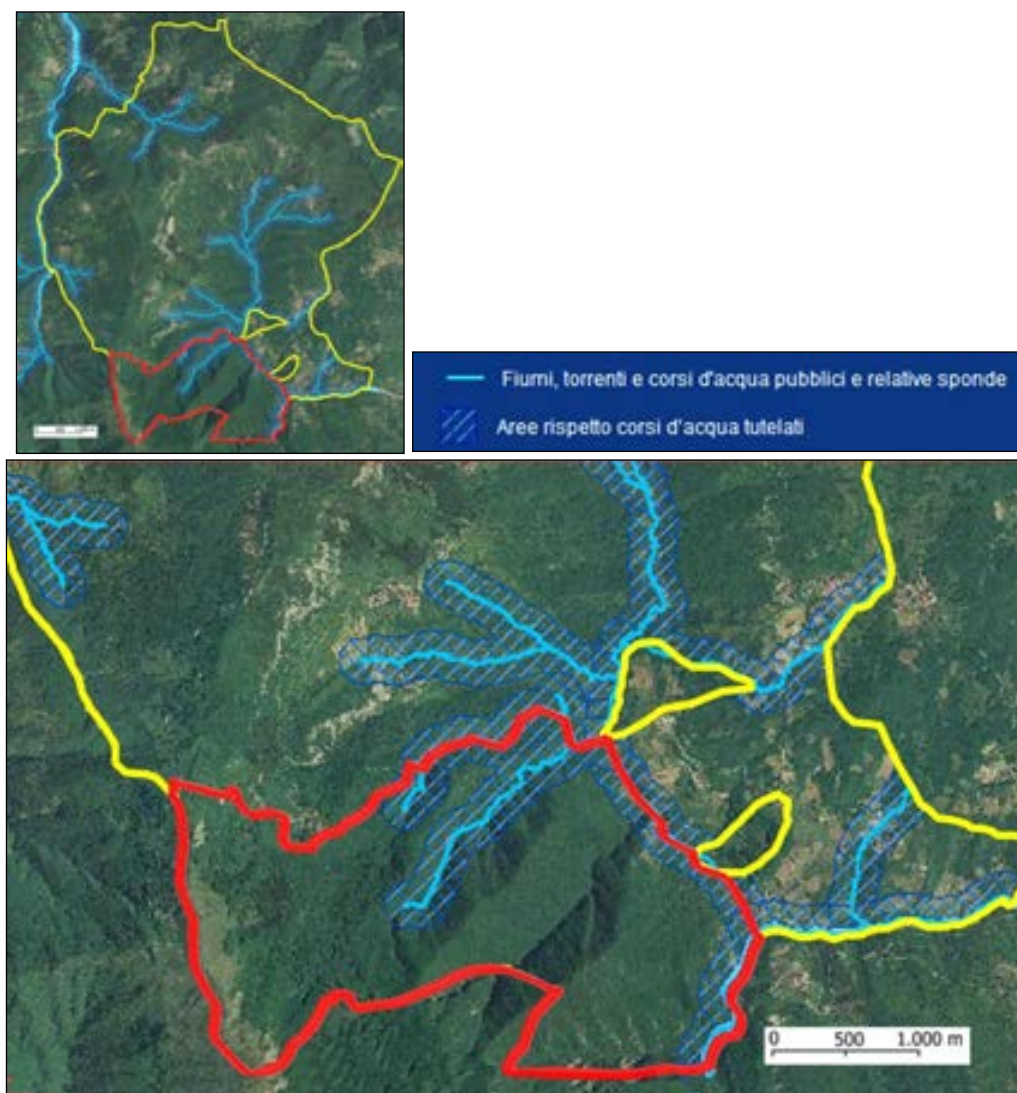 Fiumi, torrenti e corsi d'acqua pubblici e relative sponde
Aree rispetto corsi d'acqua tutelati
0 500 1.000 m